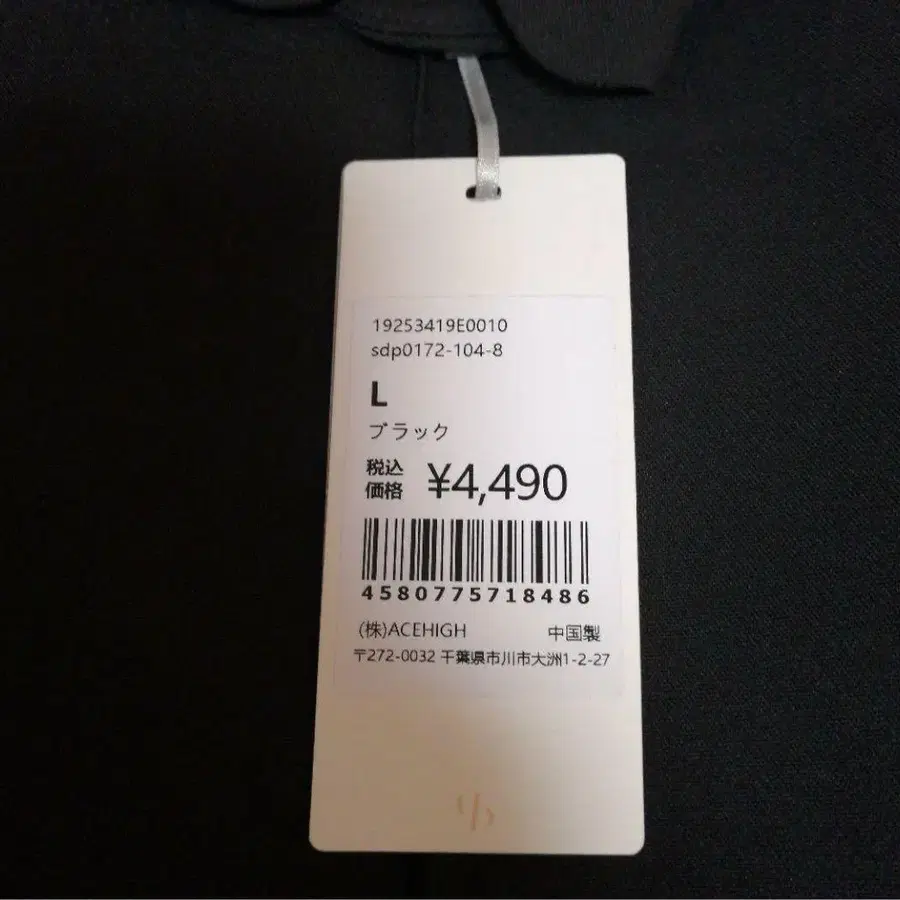 19253419E0010
sdp0172-104-8
L
ブラック
税込
価格 ¥4,490
4580775718486
(株)ACEHIGH 中国製
〒272-0032 千葉県市川市大洲1-2-27